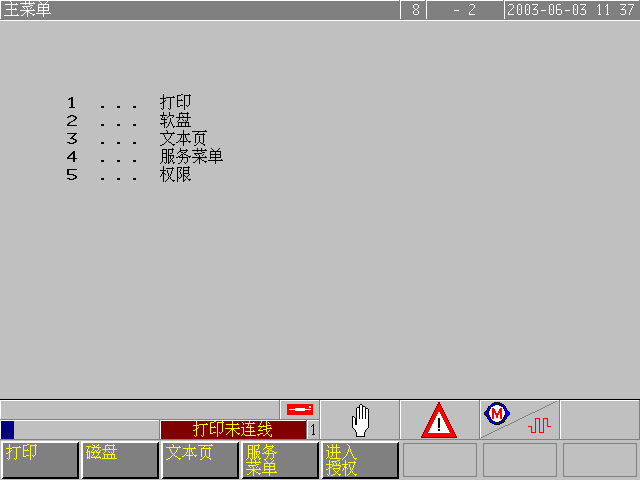 主菜单 8 - 2 2003-06-03 11 37
1 ... 打印
2 ... 软盘
3 ... 文本页
4 ... 服务菜单
5 ... 权限
打印未连线 1
M
打印 磁盘 文本页 服务 进入
菜单 授权